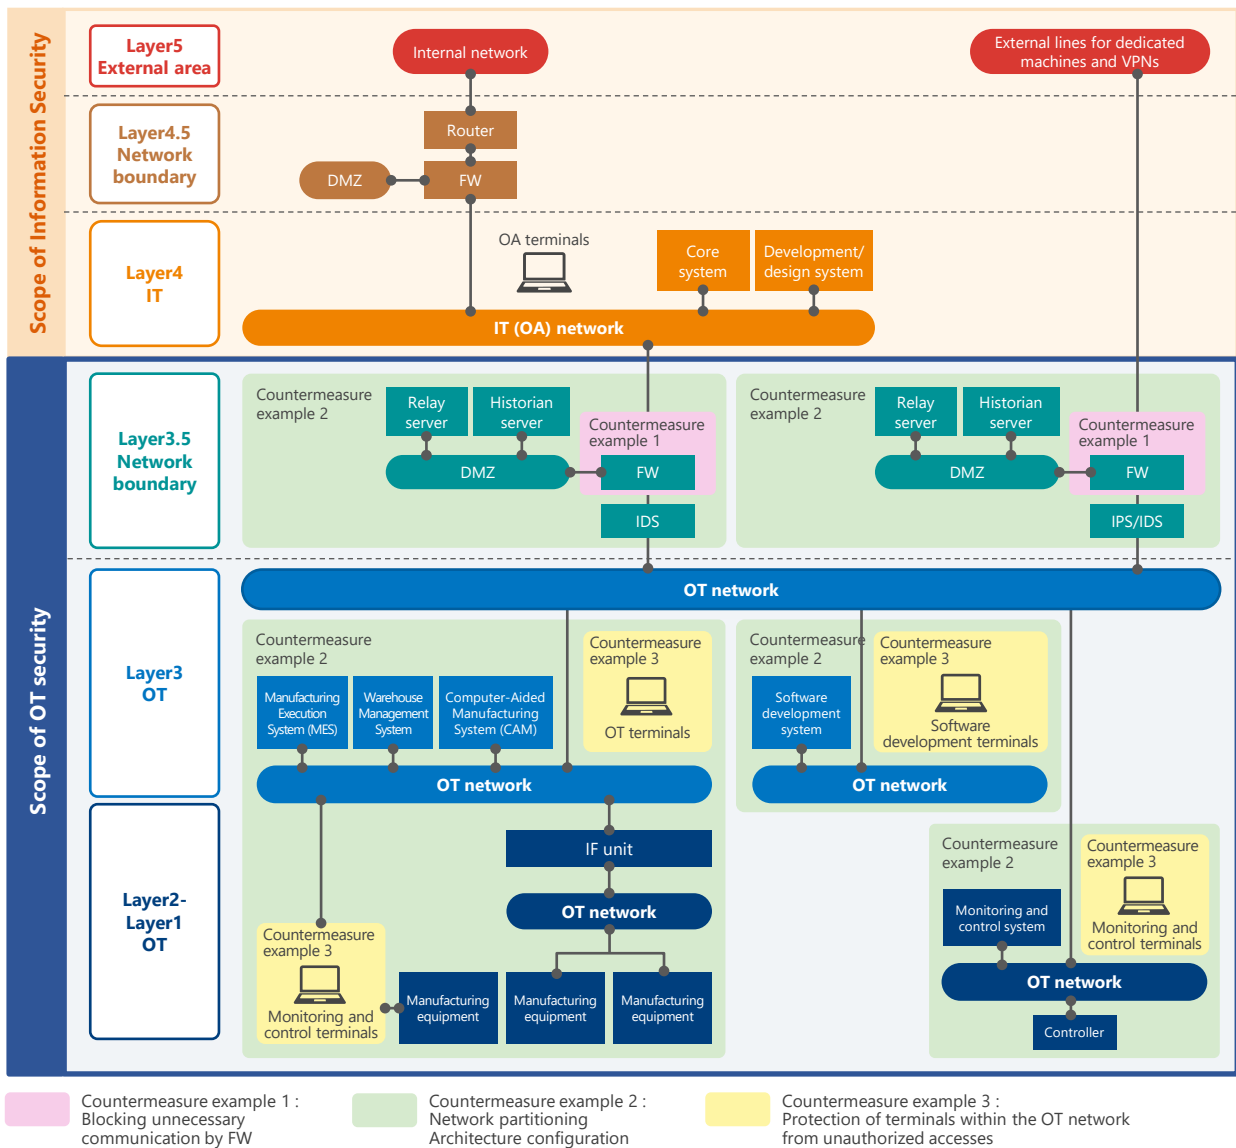 Scope of Information Security
Layer5
External area
Internal network
External lines for dedicated
machines and VPNs
Layer4.5
Network
boundary
Router
DMZ
FW
Layer4
IT
OA terminals
Core
system
Development/
design system
IT (OA) network
Scope of OT security
Layer3.5
Network
boundary
Countermeasure
example 2
Relay
server
Historian
server
Countermeasure
example 1
DMZ
FW
IDS
Countermeasure
example 2
Relay
server
Historian
server
Countermeasure
example 1
DMZ
FW
IPS/IDS
OT network
Layer3
OT
Countermeasure
example 2
Countermeasure
example 3
OT terminals
Manufacturing
Execution
System (MES)
Warehouse
Management
System
Computer-Aided
Manufacturing
System (CAM)
OT network
Countermeasure
example 2
Countermeasure
example 3
Software
development
system
Software
development terminals
OT network
Layer2-
Layer1
OT
IF unit
OT network
Countermeasure
example 3
Monitoring and
control terminals
Manufacturing
equipment
Manufacturing
equipment
Manufacturing
equipment
Countermeasure
example 2
Countermeasure
example 3
Monitoring and
control system
Monitoring and
control terminals
OT network
Controller
Countermeasure example 1 :
Blocking unnecessary
communication by FW
Countermeasure example 2 :
Network partitioning
Architecture configuration
Countermeasure example 3 :
Protection of terminals within the OT network
from unauthorized accesses